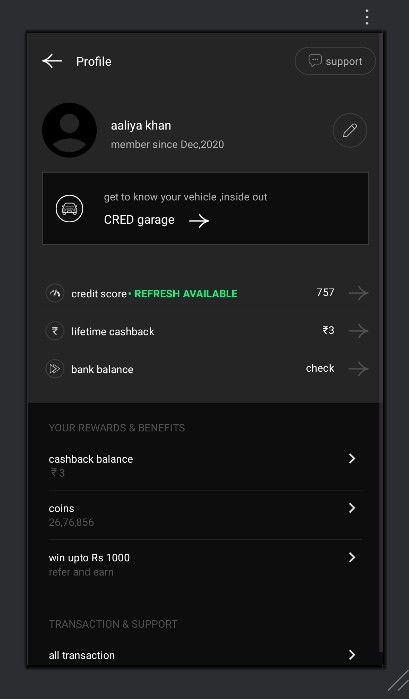 Profile
support
aaliya khan
member since Dec,2020
get to know your vehicle ,inside out
CRED garage
credit score• REFRESH AVAILABLE
757
₹ lifetime cashback
₹3
bank balance
check
YOUR REWARDS & BENEFITS
cashback balance
₹ 3
coins
26,76,856
win upto Rs 1000
refer and earn
TRANSACTION & SUPPORT
all transaction